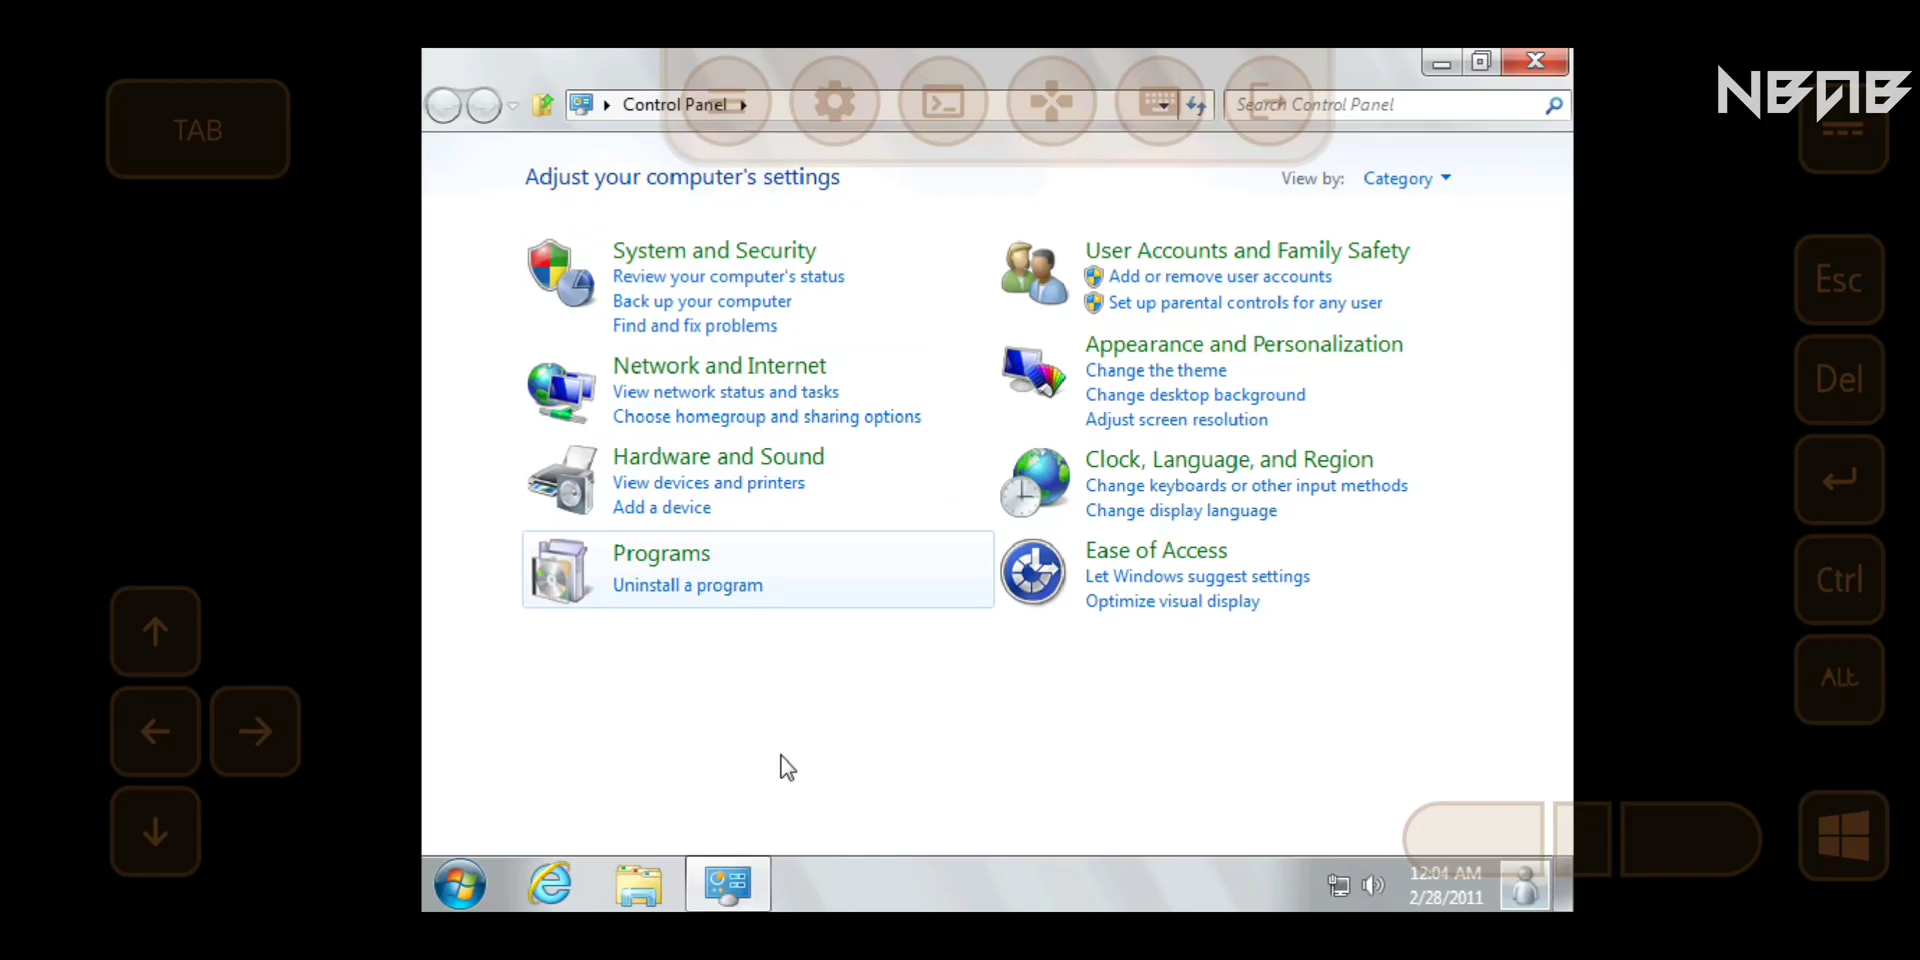 TAB
NBAB
Control Panel
Search Control Panel
Adjust your computer's settings
View by: Category
System and Security
Review your computer's status
Back up your computer
Find and fix problems
Network and Internet
View network status and tasks
Choose homegroup and sharing options
Hardware and Sound
View devices and printers
Add a device
Programs
Uninstall a program
User Accounts and Family Safety
Add or remove user accounts
Set up parental controls for any user
Appearance and Personalization
Change the theme
Change desktop background
Adjust screen resolution
Clock, Language, and Region
Change keyboards or other input methods
Change display language
Ease of Access
Let Windows suggest settings
Optimize visual display
Esc
Del
Ctrl
ALt
12:04 AM
2/28/2011